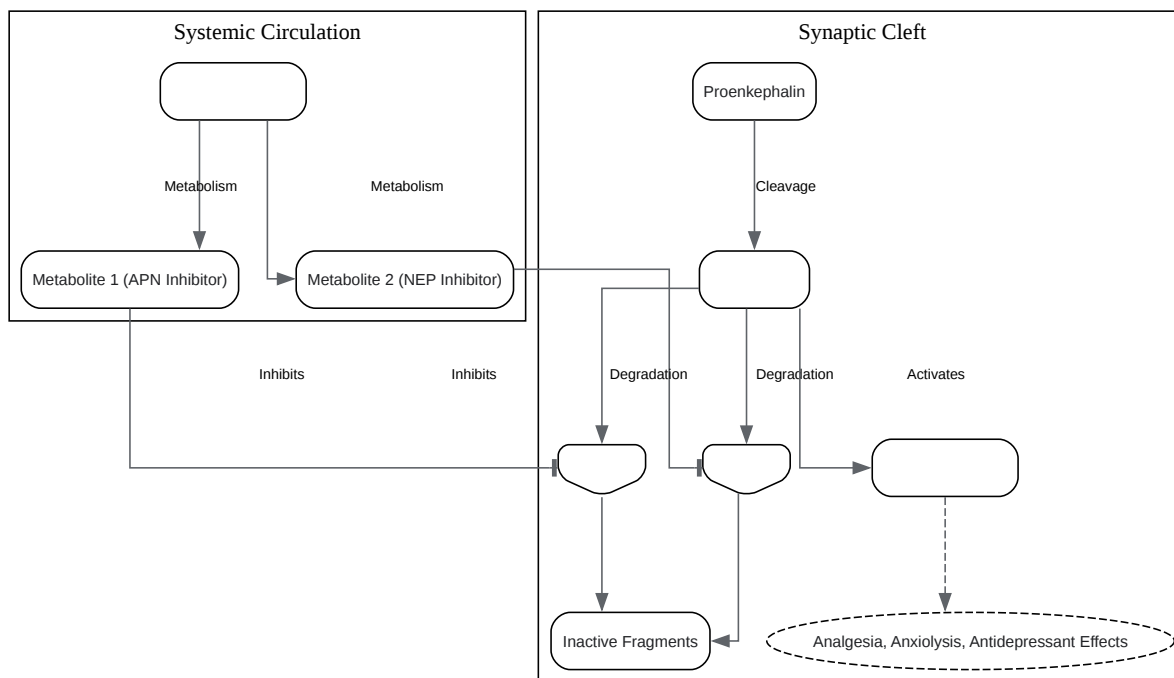 Systemic Circulation
Synaptic Cleft
Proenkephalin
Metabolism
Metabolism
Cleavage
Metabolite 1 (APN Inhibitor)
Metabolite 2 (NEP Inhibitor)
Inhibits
Inhibits
Degradation
Degradation
Activates
Inactive Fragments
Analgesia, Anxiolysis, Antidepressant Effects